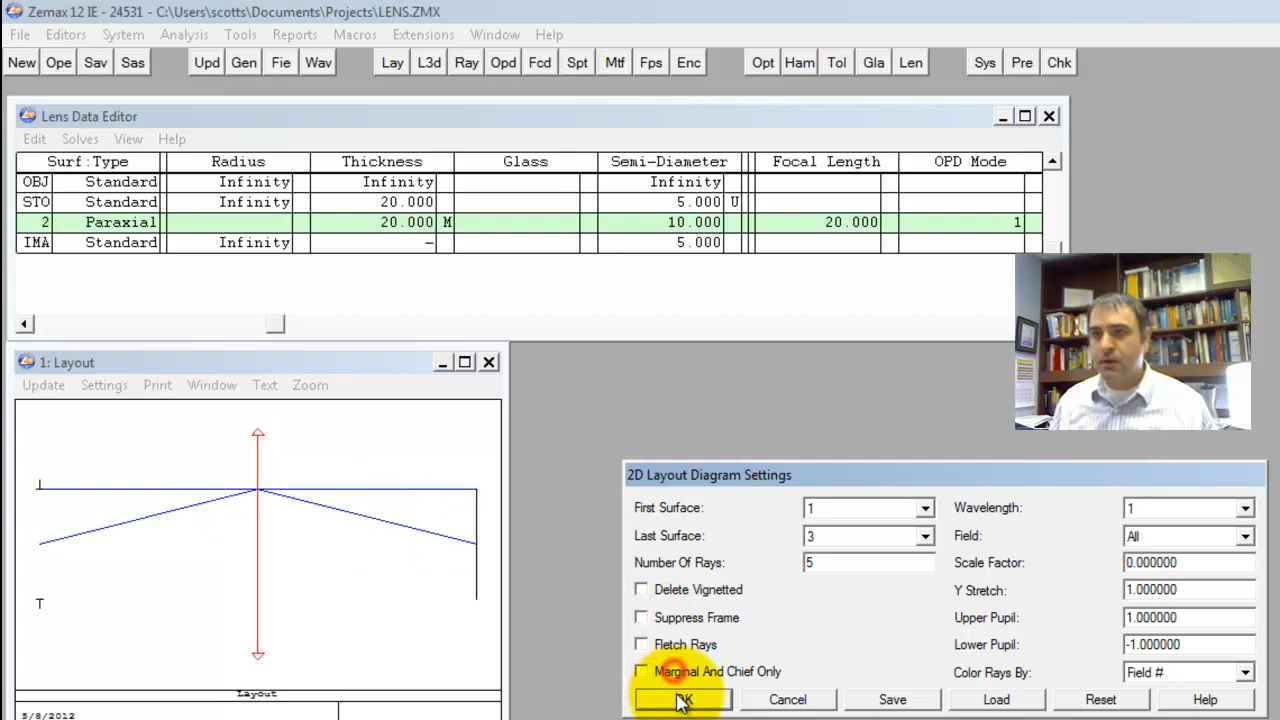 Zemax 12 IE - 24531 - C:\Users\scotts\Documents\Projects\LENS.ZMX
File Editors System Analysis Tools Reports Macros Extensions Window Help
New Ope Sav Sas Upd Gen Fie Wav Lay L3d Ray Opd Fcd Spt Mtf Fps Enc Opt Ham Tol Gla Len Sys Pre Chk
Lens Data Editor
Edit Solves View Help
Surf:Type Radius Thickness Glass Semi-Diameter Focal Length OPD Mode
OBJ Standard Infinity Infinity Infinity
STO Standard Infinity 20.000 5.000 U
2 Paraxial 20.000 M 10.000 20.000 1
IMA Standard Infinity - 5.000
1: Layout
Update Settings Print Window Text Zoom
Layout
5/8/2012
2D Layout Diagram Settings
First Surface: 1 Wavelength: 1
Last Surface: 3 Field: All
Number Of Rays: 5 Scale Factor: 0.000000
Delete Vignetted Y Stretch: 1.000000
Suppress Frame Upper Pupil: 1.000000
Fletch Rays Lower Pupil: -1.000000
Marginal And Chief Only Color Rays By: Field #
OK Cancel Save Load Reset Help